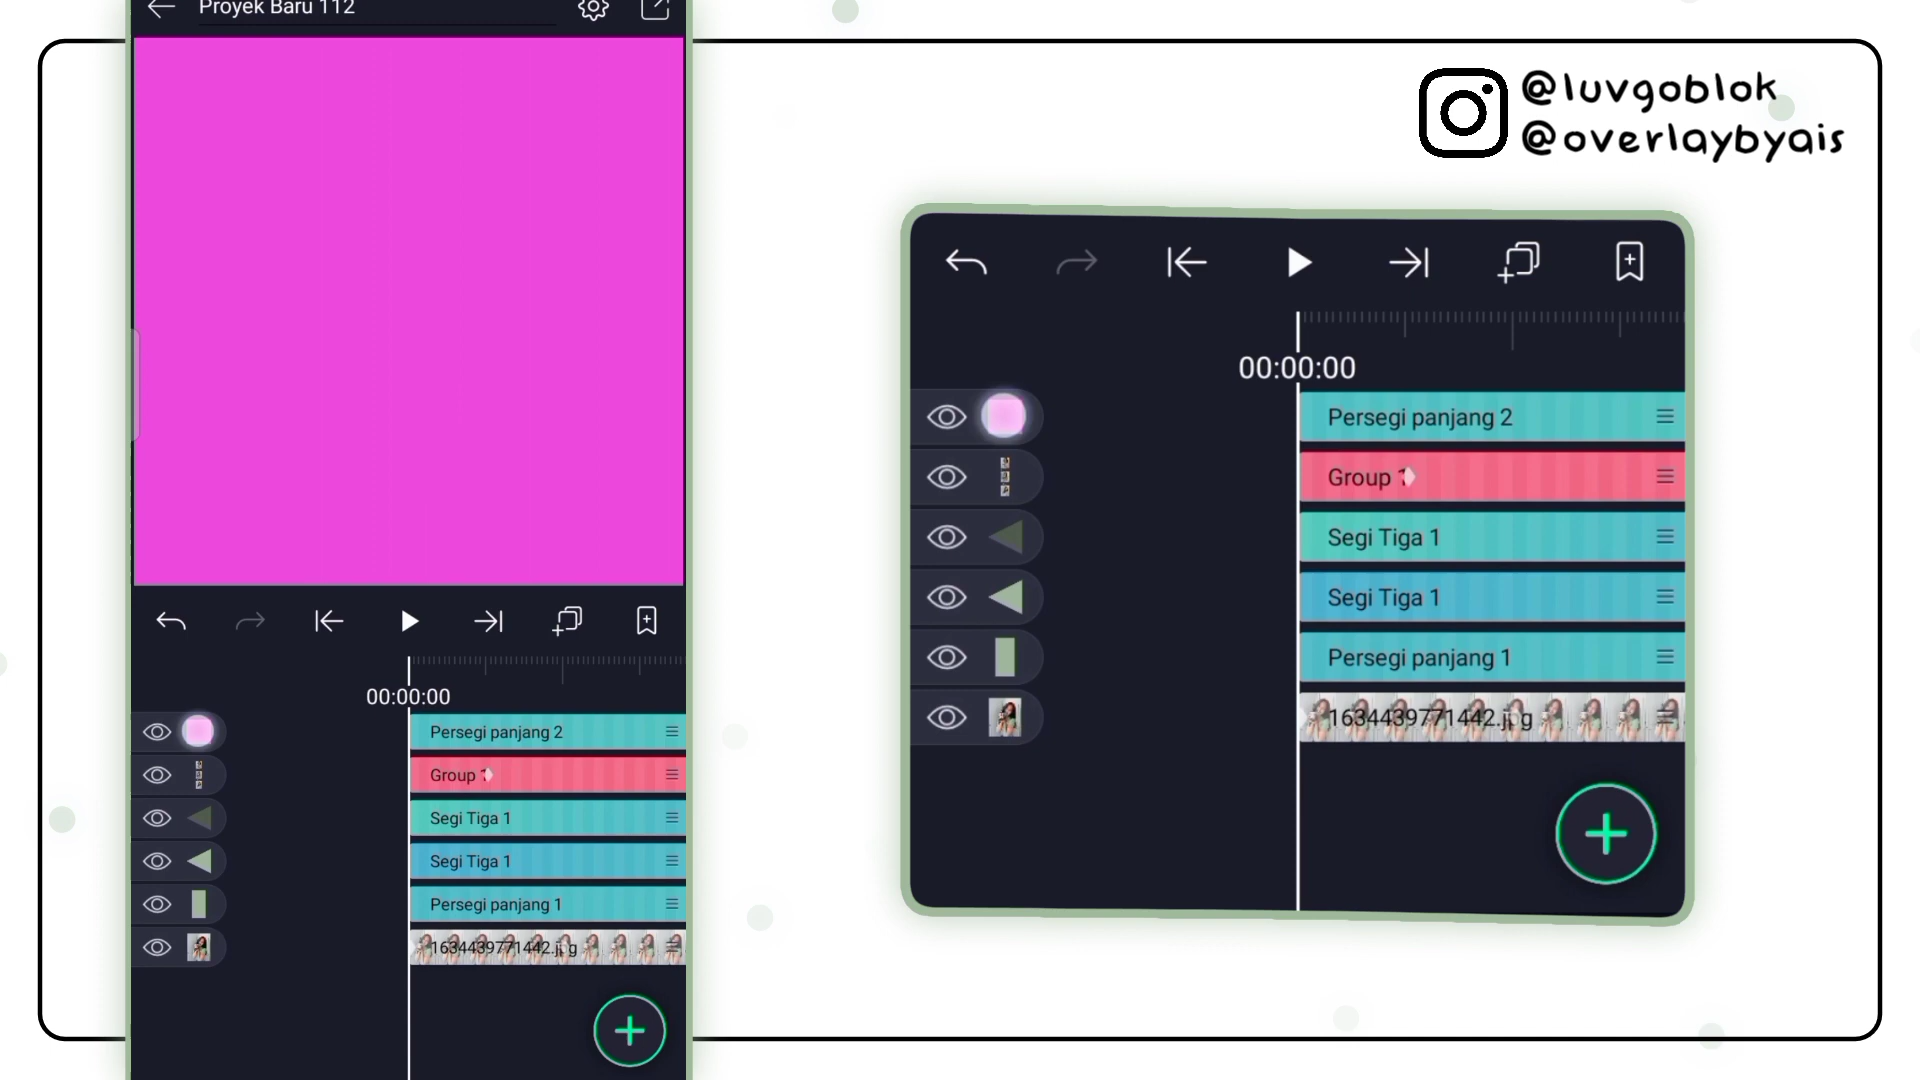 Proyek Baru 112
00:00:00
Persegi panjang 2
Group 1
Segi Tiga 1
Segi Tiga 1
Persegi panjang 1
1634439771442.jpg
@luvgoblok
@overlaybyais
00:00:00
Persegi panjang 2
Group 1
Segi Tiga 1
Segi Tiga 1
Persegi panjang 1
1634439771442.jpg